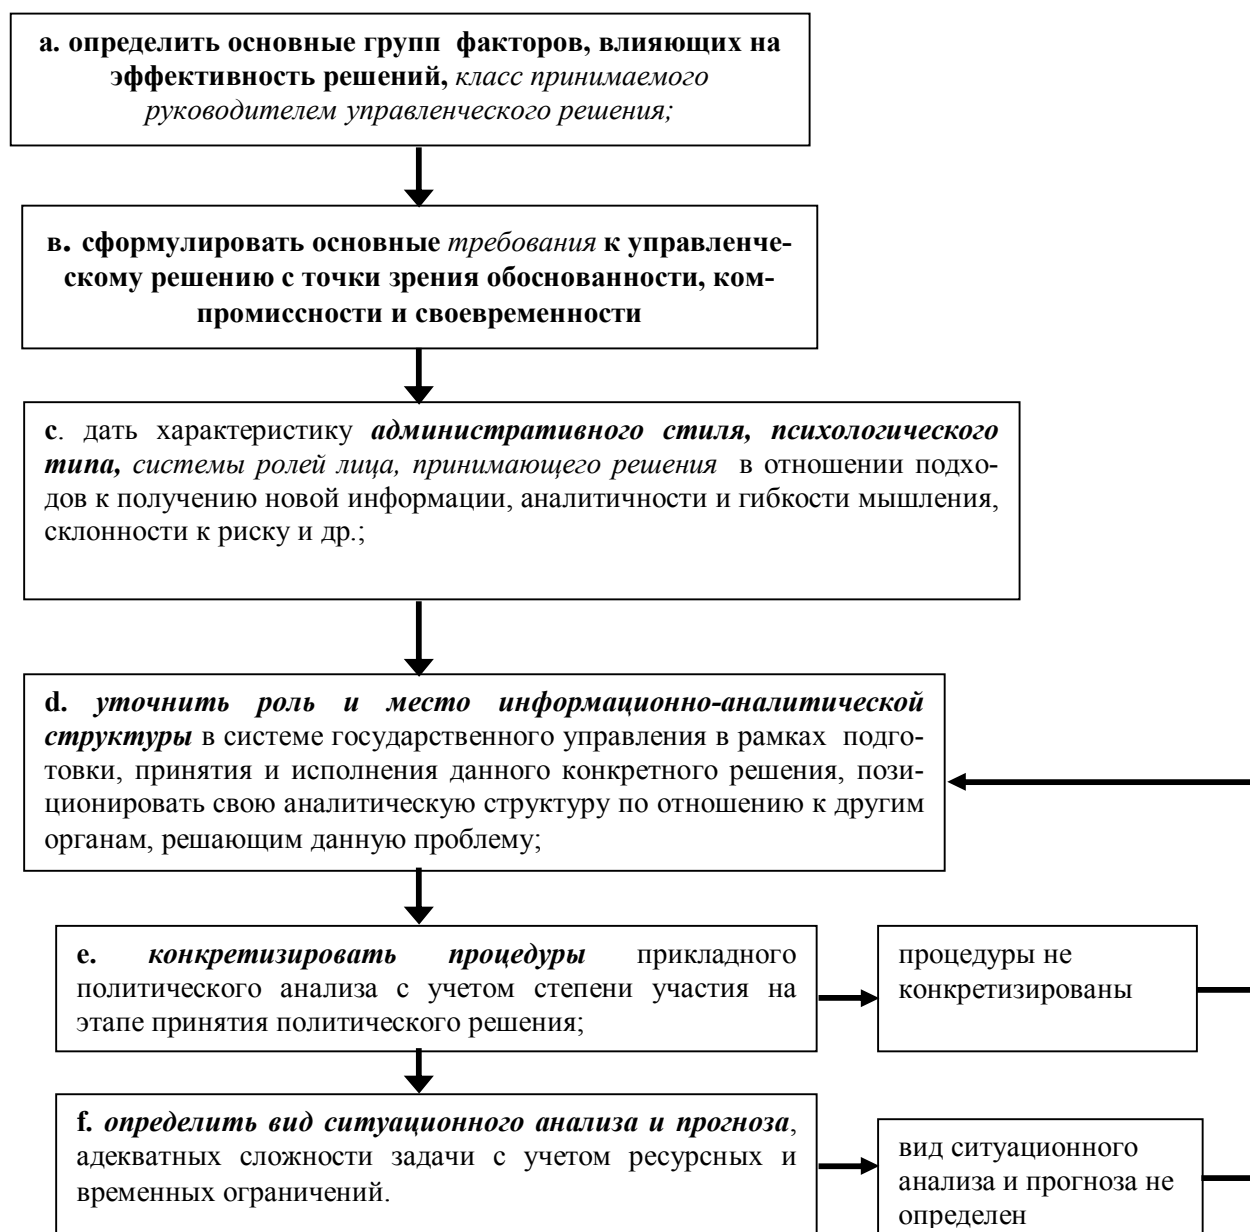 а. определить основные групп факторов, влияющих на
эффективность решений, класс принимаемого
руководителем управленческого решения;
в. сформулировать основные требования к управленче-
скому решению с точки зрения обоснованности, ком-
промиссности и своевременности
с. дать характеристику административного стиля, психологического
типа, системы ролей лица, принимающего решения в отношении подхо-
дов к получению новой информации, аналитичности и гибкости мышления,
склонности к риску и др.;
d. уточнить роль и место информационно-аналитической
структуры в системе государственного управления в рамках подго-
товки, принятия и исполнения данного конкретного решения, пози-
ционировать свою аналитическую структуру по отношению к другим
органам, решающим данную проблему;
e. конкретизировать процедуры прикладного
политического анализа с учетом степени участия на
этапе принятия политического решения;
процедуры не
конкретизированы
f. определить вид ситуационного анализа и прогноза,
адекватных сложности задачи с учетом ресурсных и
временных ограничений.
вид ситуационного
анализа и прогноза не
определен